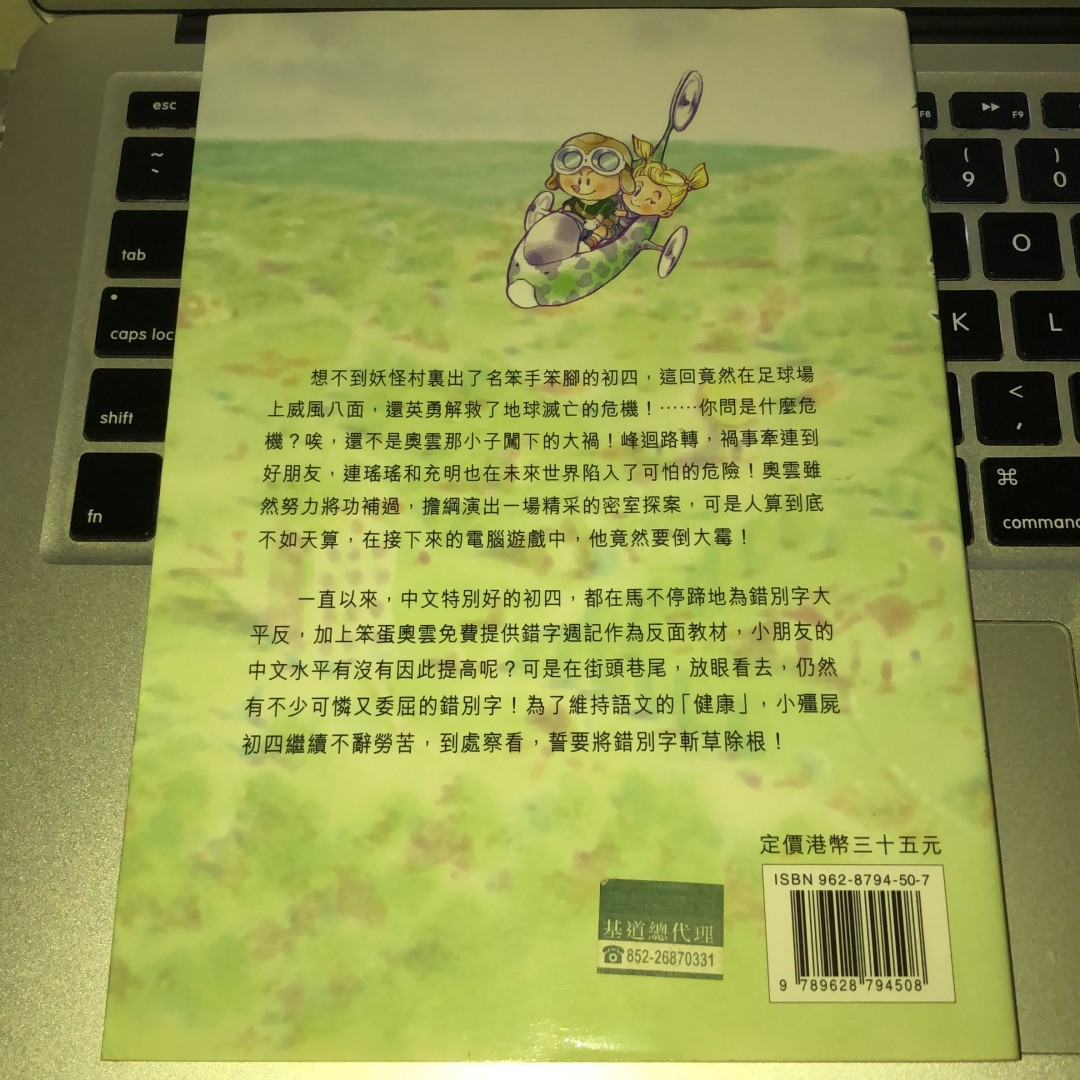 esc
F8
F9
~
`
(
9
)
0
tab
O
caps loc
K
L
shift
<
,
fn
⌘
command
想不到妖怪村裏出了名笨手笨腳的初四，這回竟然在足球場
上威風八面，還英勇解救了地球滅亡的危機！……你問是什麼危
機？唉，還不是奧雲那小子闖下的大禍！峰迴路轉，禍事牽連到
好朋友，連瑤瑤和充明也在未來世界陷入了可怕的危險！奧雲雖
然努力將功補過，擔綱演出一場精采的密室探案，可是人算到底
不如天算，在接下來的電腦遊戲中，他竟然要倒大霉！
一直以來，中文特別好的初四，都在馬不停蹄地為錯別字大
平反，加上笨蛋奧雲免費提供錯字週記作為反面教材，小朋友的
中文水平有沒有因此提高呢？可是在街頭巷尾，放眼看去，仍然
有不少可憐又委屈的錯別字！為了維持語文的「健康」，小殭屍
初四繼續不辭勞苦，到處察看，誓要將錯別字斬草除根！
定價港幣三十五元
ISBN 962-8794-50-7
基道總代理
☎852-26870331
9 789628 794508